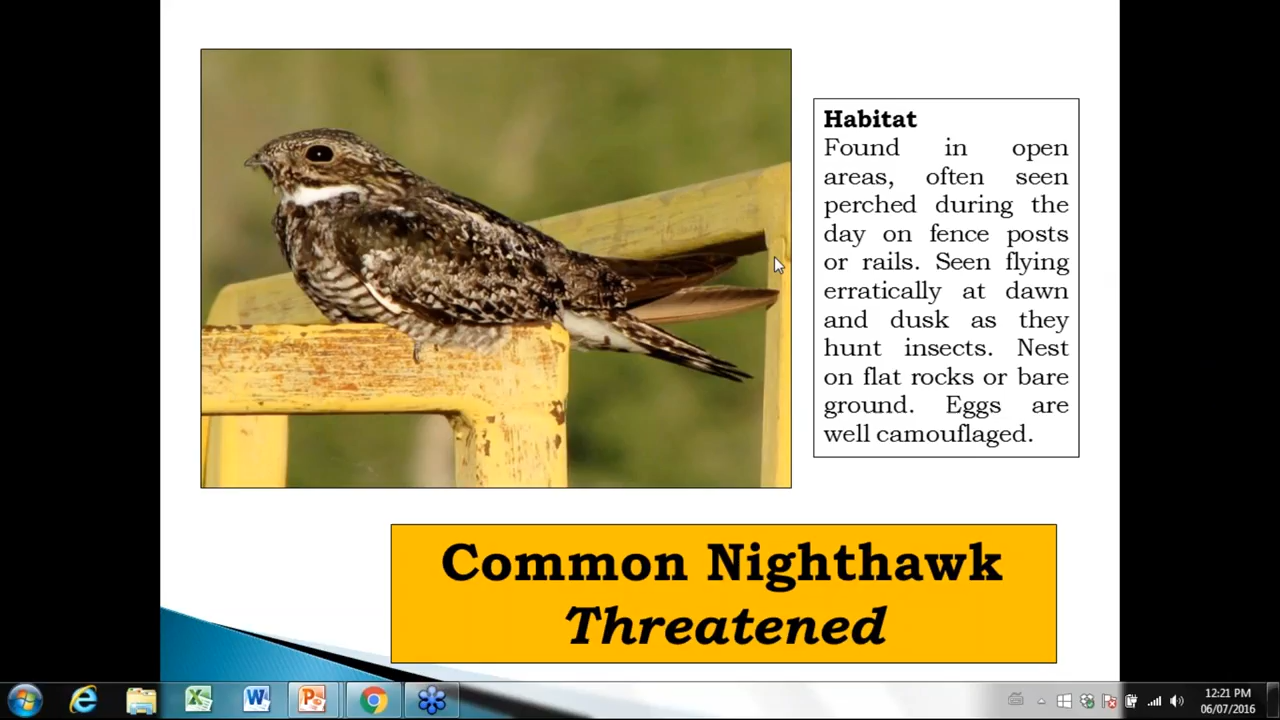 Habitat
Found in open
areas, often seen
perched during the
day on fence posts
or rails. Seen flying
erratically at dawn
and dusk as they
hunt insects. Nest
on flat rocks or bare
ground. Eggs are
well camouflaged.
Common Nighthawk
Threatened
12:21 PM
06/07/2016